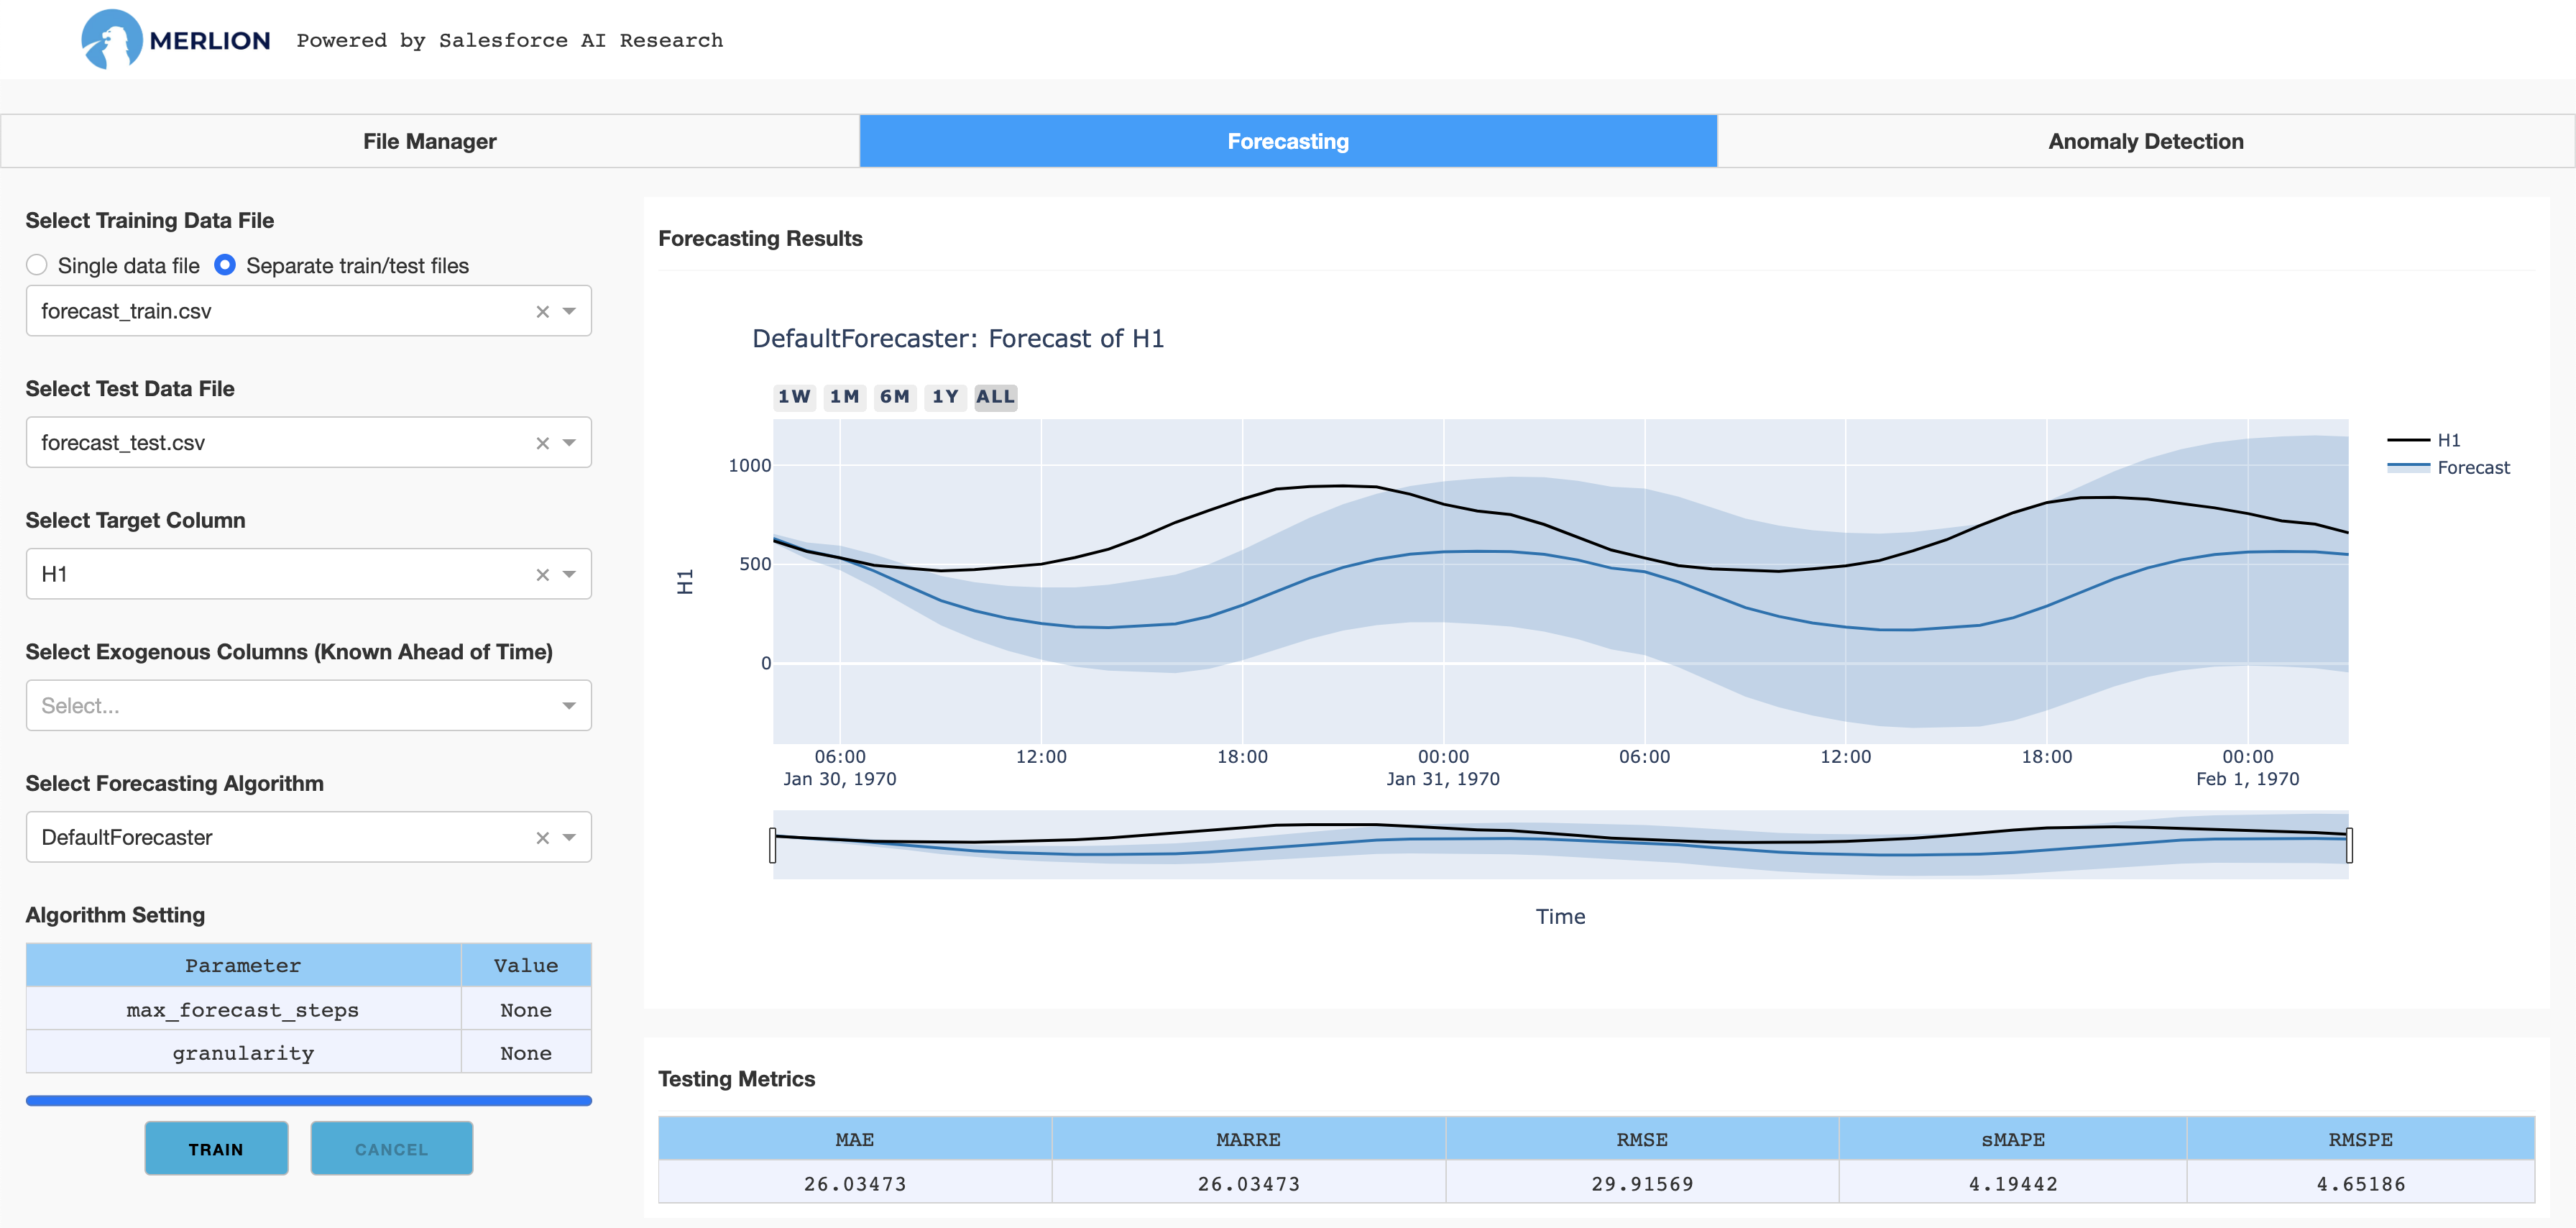 MERLION Powered by Salesforce AI Research
File Manager Forecasting Anomaly Detection
Select Training Data File
Single data file Separate train/test files
forecast_train.csv
Select Test Data File
forecast_test.csv
Select Target Column
H1
Select Exogenous Columns (Known Ahead of Time)
Select...
Select Forecasting Algorithm
DefaultForecaster
Algorithm Setting
Parameter Value
max_forecast_steps None
granularity None
TRAIN CANCEL
Forecasting Results
DefaultForecaster: Forecast of H1
1W 1M 6M 1Y ALL
H1
Forecast
1000
500
0
H1
06:00 12:00 18:00 00:00 06:00 12:00 18:00 00:00
Jan 30, 1970 Jan 31, 1970 Feb 1, 1970
Time
Testing Metrics
MAE MARRE RMSE sMAPE RMSPE
26.03473 26.03473 29.91569 4.19442 4.65186